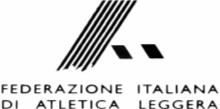 FEDERAZIONE ITALIANA
DI ATLETICA LEGGERA